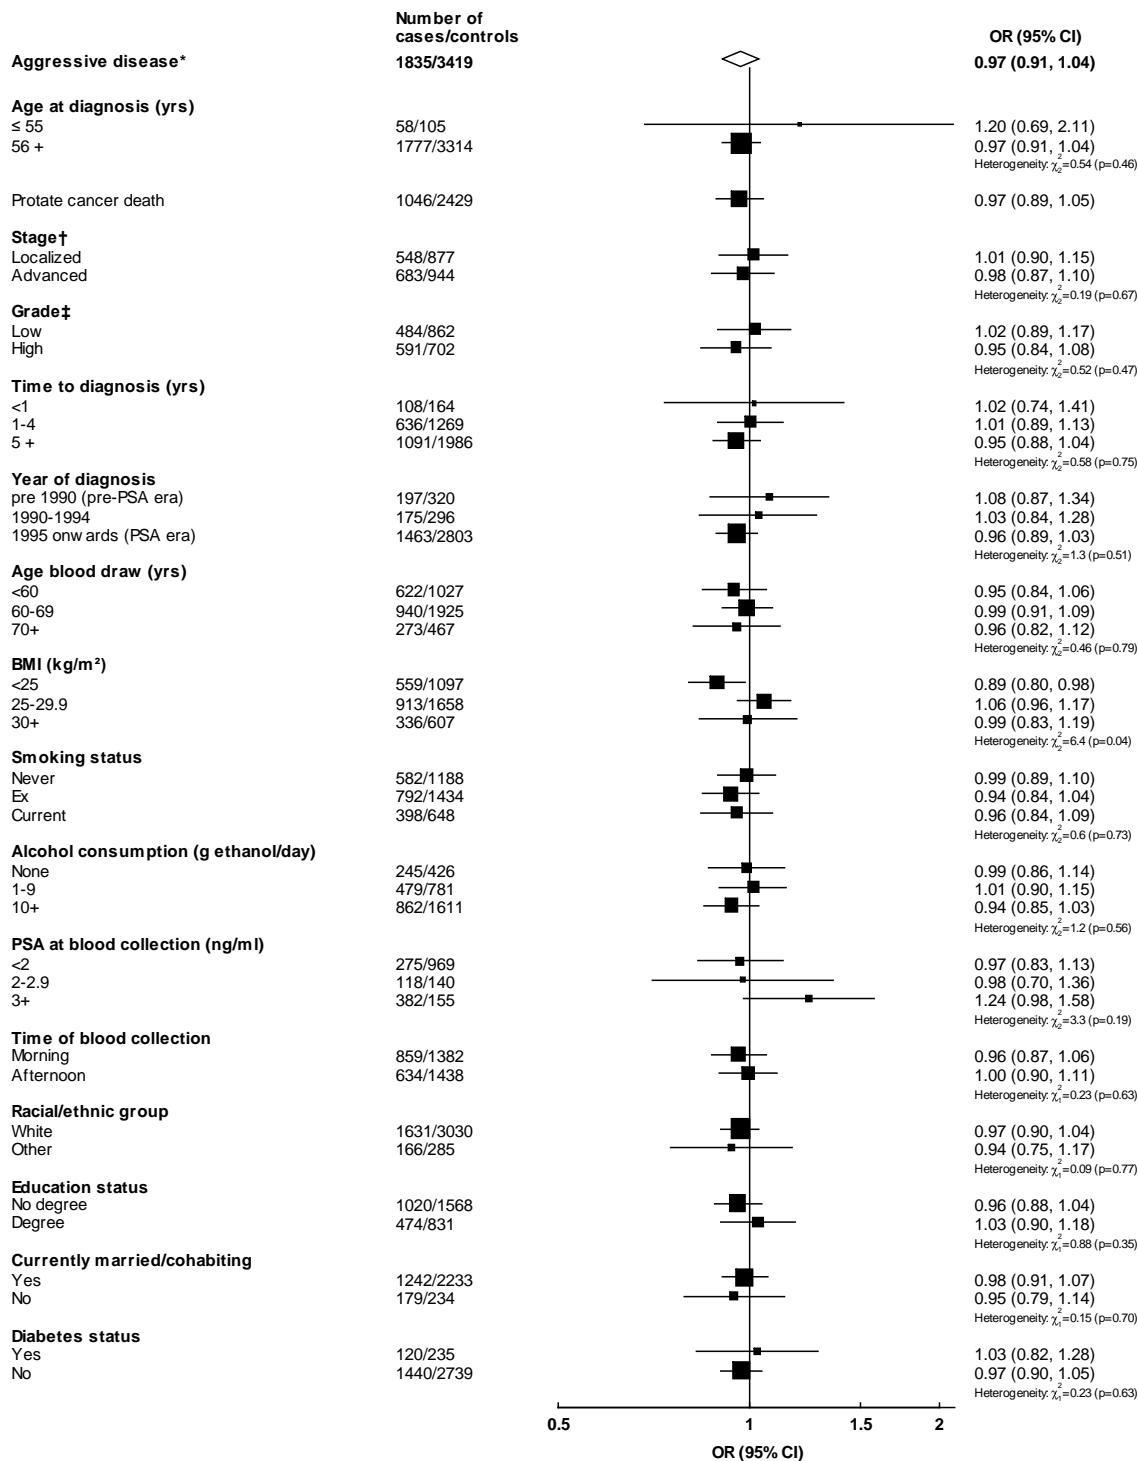 Number of
cases/controls OR (95% CI)
Aggressive disease* 1835/3419 0.97 (0.91, 1.04)
Age at diagnosis (yrs)
≤ 55 58/105 1.20 (0.69, 2.11)
56 + 1777/3314 0.97 (0.91, 1.04)
Heterogeneity: χ²₂=0.54 (p=0.46)
Protate cancer death 1046/2429 0.97 (0.89, 1.05)
Stage†
Localized 548/877 1.01 (0.90, 1.15)
Advanced 683/944 0.98 (0.87, 1.10)
Heterogeneity: χ²₂=0.19 (p=0.67)
Grade‡
Low 484/862 1.02 (0.89, 1.17)
High 591/702 0.95 (0.84, 1.08)
Heterogeneity: χ²₂=0.52 (p=0.47)
Time to diagnosis (yrs)
<1 108/164 1.02 (0.74, 1.41)
1-4 636/1269 1.01 (0.89, 1.13)
5 + 1091/1986 0.95 (0.88, 1.04)
Heterogeneity: χ²₂=0.58 (p=0.75)
Year of diagnosis
pre 1990 (pre-PSA era) 197/320 1.08 (0.87, 1.34)
1990-1994 175/296 1.03 (0.84, 1.28)
1995 onwards (PSA era) 1463/2803 0.96 (0.89, 1.03)
Heterogeneity: χ²₂=1.3 (p=0.51)
Age blood draw (yrs)
<60 622/1027 0.95 (0.84, 1.06)
60-69 940/1925 0.99 (0.91, 1.09)
70+ 273/467 0.96 (0.82, 1.12)
Heterogeneity: χ²₂=0.46 (p=0.79)
BMI (kg/m²)
<25 559/1097 0.89 (0.80, 0.98)
25-29.9 913/1658 1.06 (0.96, 1.17)
30+ 336/607 0.99 (0.83, 1.19)
Heterogeneity: χ²₂=6.4 (p=0.04)
Smoking status
Never 582/1188 0.99 (0.89, 1.10)
Ex 792/1434 0.94 (0.84, 1.04)
Current 398/648 0.96 (0.84, 1.09)
Heterogeneity: χ²₂=0.6 (p=0.73)
Alcohol consumption (g ethanol/day)
None 245/426 0.99 (0.86, 1.14)
1-9 479/781 1.01 (0.90, 1.15)
10+ 862/1611 0.94 (0.85, 1.03)
Heterogeneity: χ²₂=1.2 (p=0.56)
PSA at blood collection (ng/ml)
<2 275/969 0.97 (0.83, 1.13)
2-2.9 118/140 0.98 (0.70, 1.36)
3+ 382/155 1.24 (0.98, 1.58)
Heterogeneity: χ²₂=3.3 (p=0.19)
Time of blood collection
Morning 859/1382 0.96 (0.87, 1.06)
Afternoon 634/1438 1.00 (0.90, 1.11)
Heterogeneity: χ²₁=0.23 (p=0.63)
Racial/ethnic group
White 1631/3030 0.97 (0.90, 1.04)
Other 166/285 0.94 (0.75, 1.17)
Heterogeneity: χ²₁=0.09 (p=0.77)
Education status
No degree 1020/1568 0.96 (0.88, 1.04)
Degree 474/831 1.03 (0.90, 1.18)
Heterogeneity: χ²₁=0.88 (p=0.35)
Currently married/cohabiting
Yes 1242/2233 0.98 (0.91, 1.07)
No 179/234 0.95 (0.79, 1.14)
Heterogeneity: χ²₁=0.15 (p=0.70)
Diabetes status
Yes 120/235 1.03 (0.82, 1.28)
No 1440/2739 0.97 (0.90, 1.05)
Heterogeneity: χ²₁=0.23 (p=0.63)
0.5 1 1.5 2
OR (95% CI)